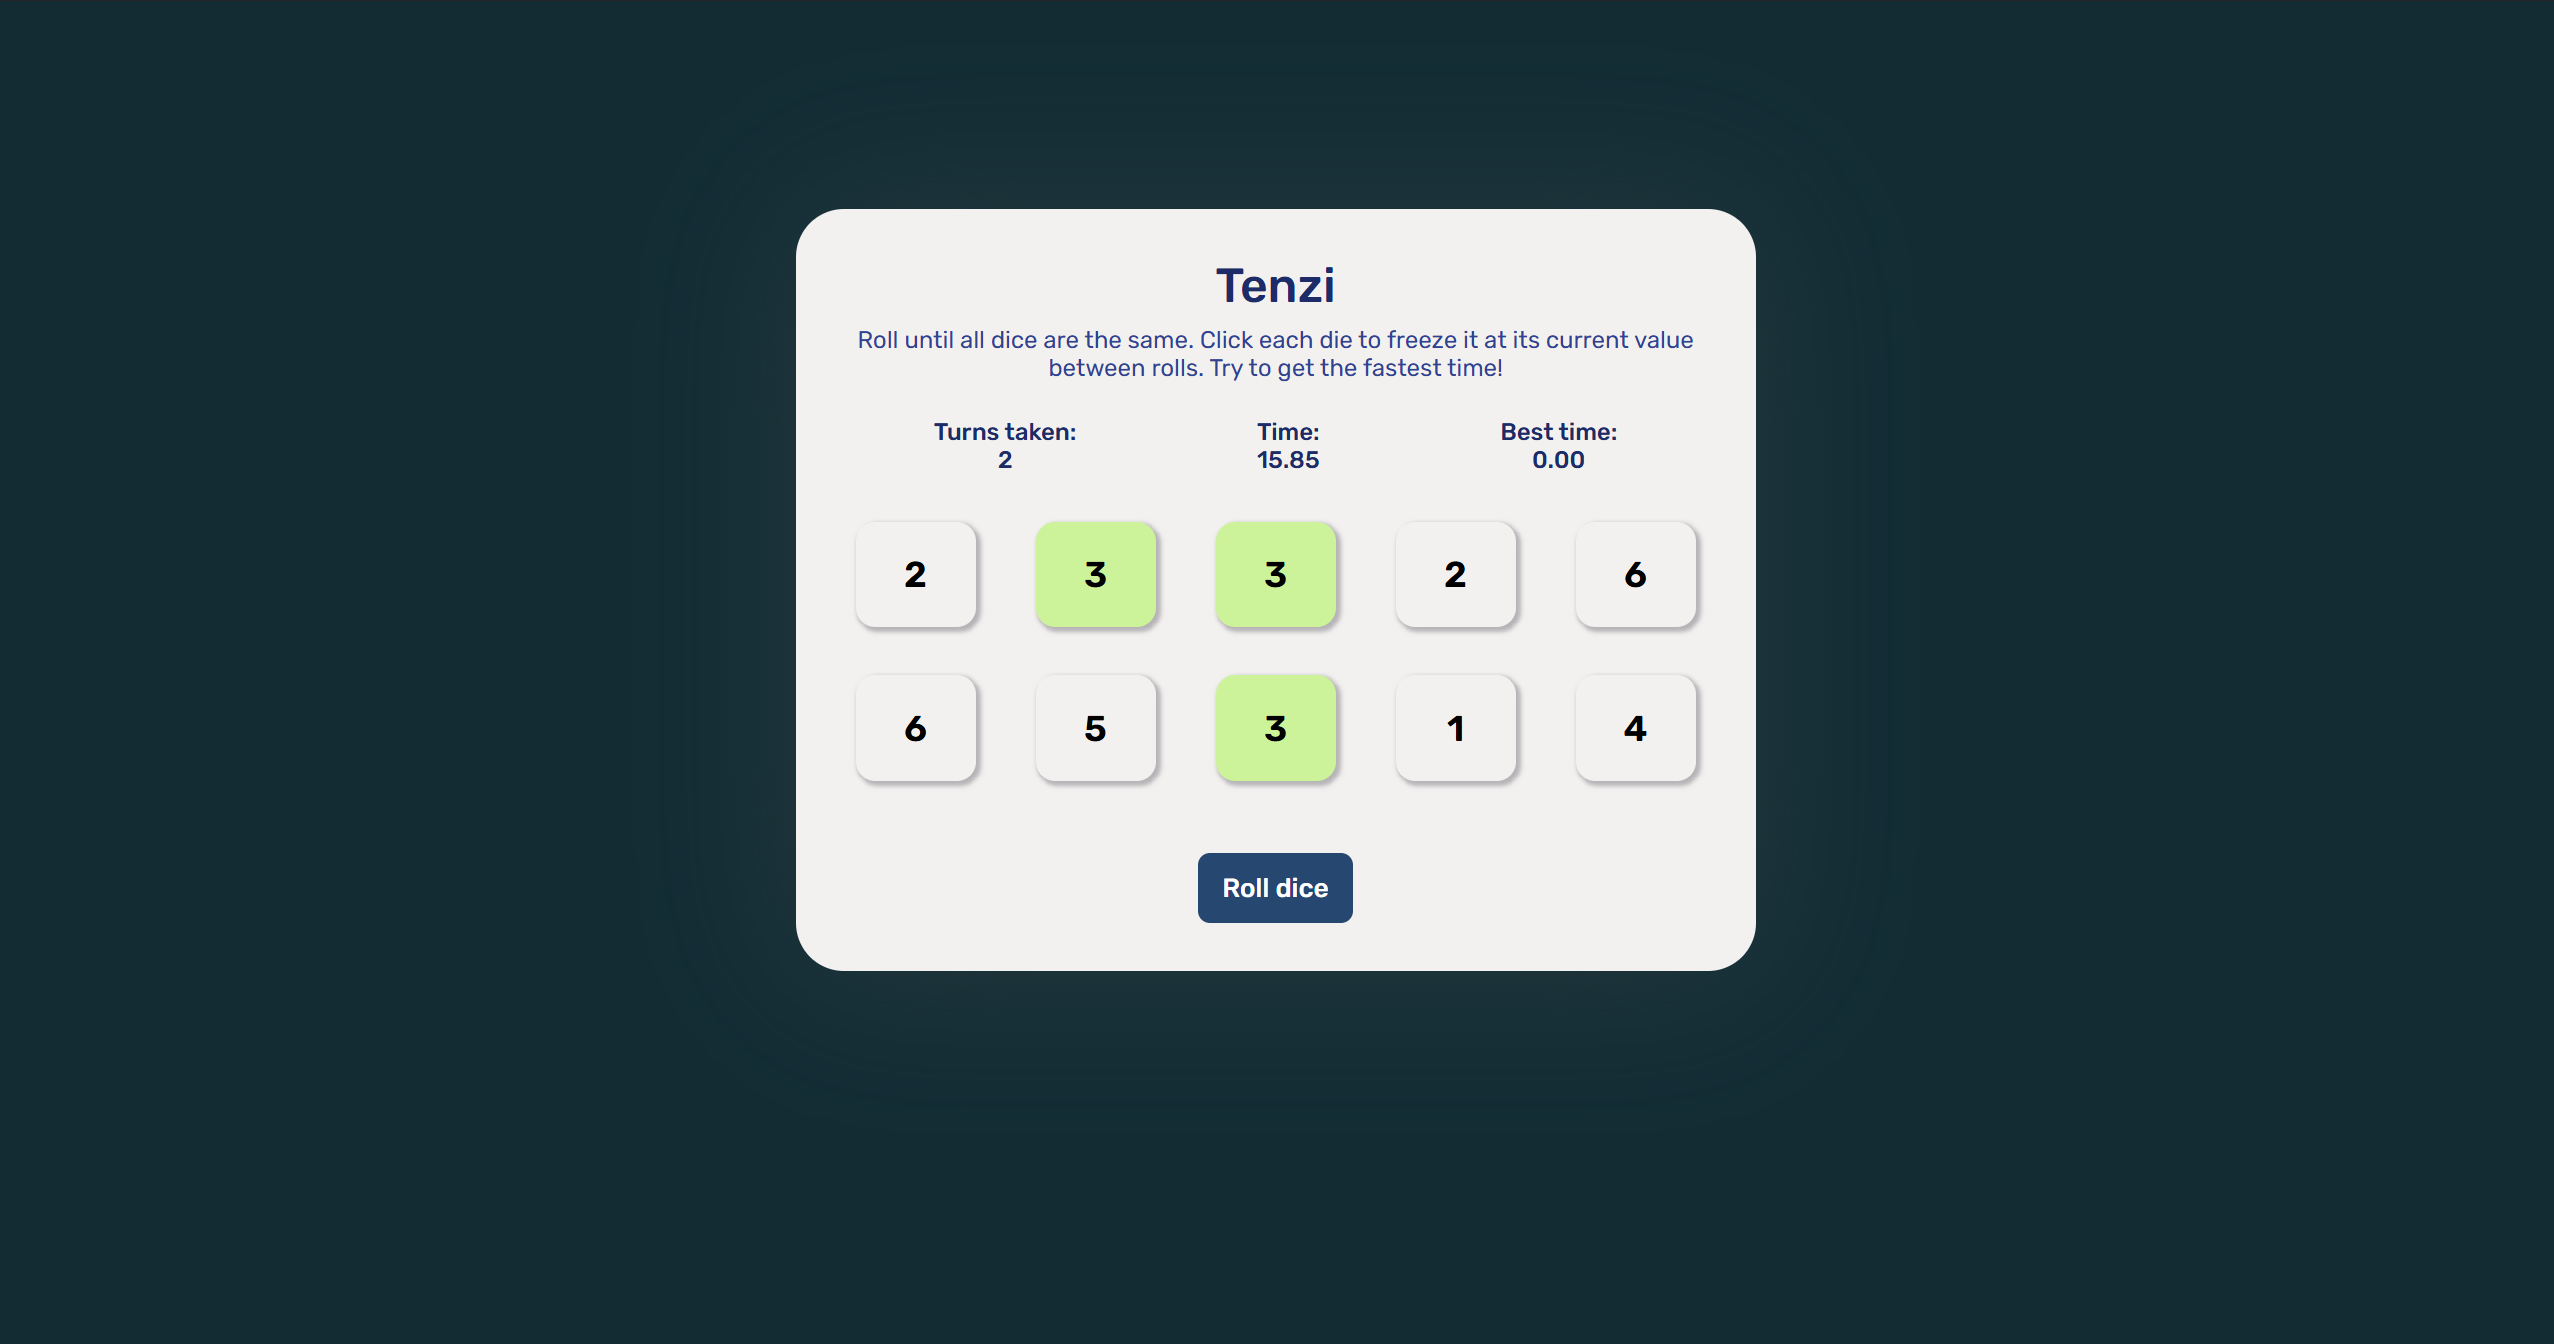 Tenzi
Roll until all dice are the same. Click each die to freeze it at its current value
between rolls. Try to get the fastest time!
Turns taken:
2
Time:
15.85
Best time:
0.00
2 3 3 2 6
6 5 3 1 4
Roll dice